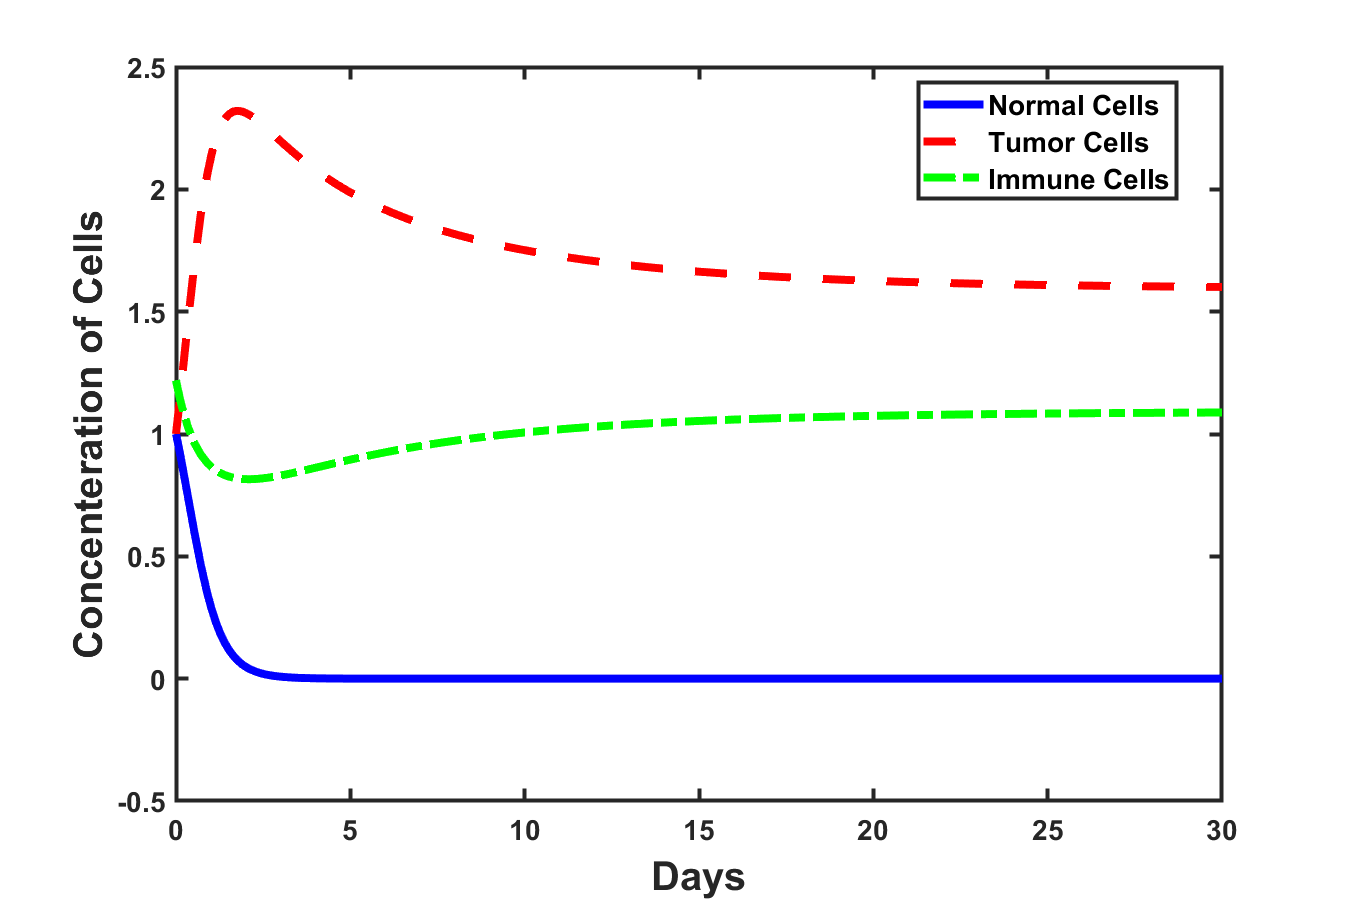 2.5
2
1.5
1
0.5
0
-0.5
Concenteration of Cells
Normal Cells
Tumor Cells
Immune Cells
0 5 10 15 20 25 30
Days